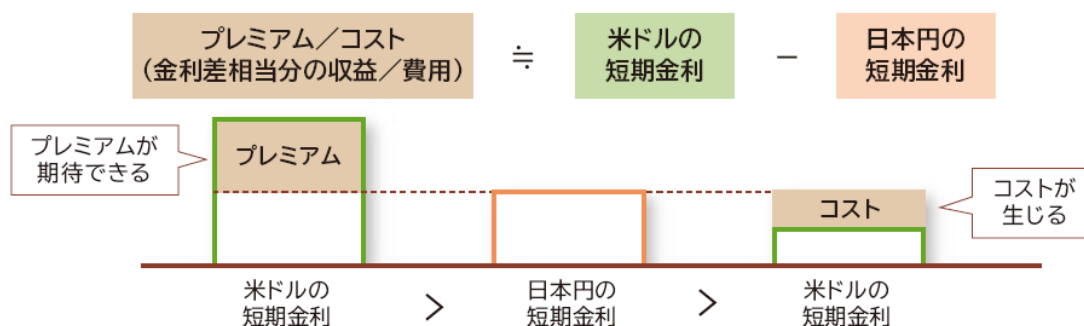 プレミアム／コスト
（金利差相当分の収益／費用）
≒
米ドルの
短期金利
－
日本円の
短期金利
プレミアムが
期待できる
プレミアム
コスト
コストが
生じる
米ドルの
短期金利
>
日本円の
短期金利
>
米ドルの
短期金利